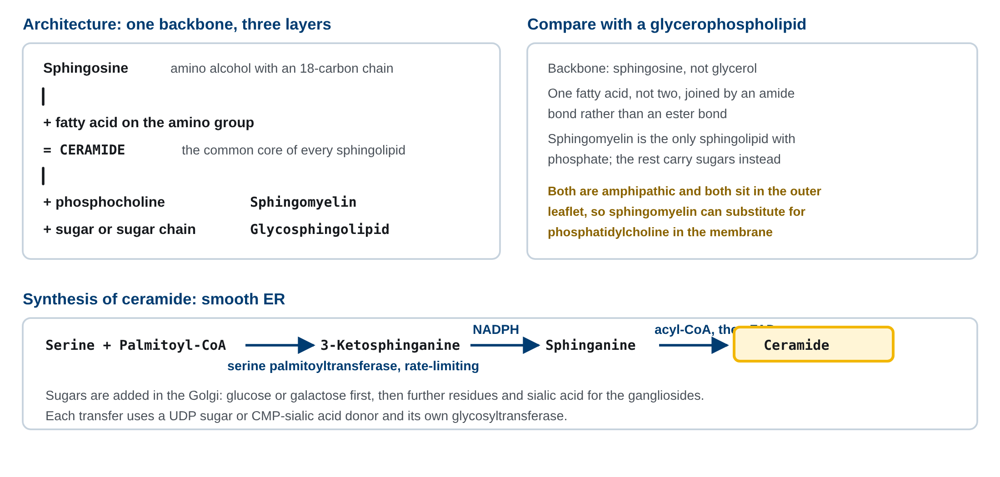 Architecture: one backbone, three layers
Sphingosine amino alcohol with an 18-carbon chain
+ fatty acid on the amino group
= CERAMIDE the common core of every sphingolipid
+ phosphocholine Sphingomyelin
+ sugar or sugar chain Glycosphingolipid
Compare with a glycerophospholipid
Backbone: sphingosine, not glycerol
One fatty acid, not two, joined by an amide
bond rather than an ester bond
Sphingomyelin is the only sphingolipid with
phosphate; the rest carry sugars instead
Both are amphipathic and both sit in the outer
leaflet, so sphingomyelin can substitute for
phosphatidylcholine in the membrane
Synthesis of ceramide: smooth ER
NADPH acyl-CoA,
Serine + Palmitoyl-CoA 3-Ketosphinganine Sphinganine Ceramide
serine palmitoyltransferase, rate-limiting
Sugars are added in the Golgi: glucose or galactose first, then further residues and sialic acid for the gangliosides.
Each transfer uses a UDP sugar or CMP-sialic acid donor and its own glycosyltransferase.